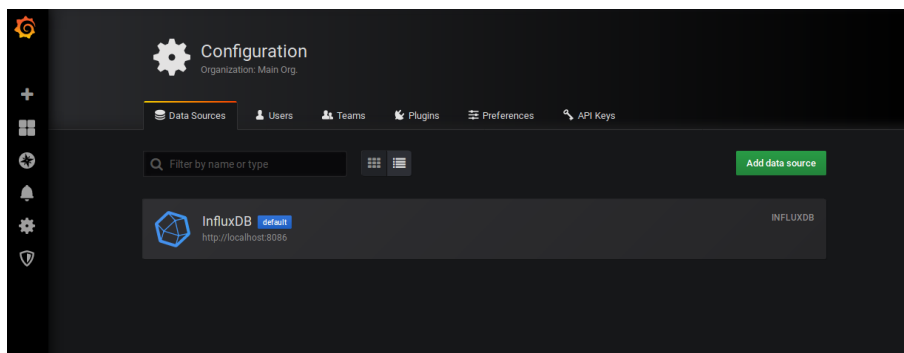 Configuration
Organization: Main Org.
Data Sources Users Teams Plugins Preferences API Keys
Filter by name or type Add data source
InfluxDB default INFLUXDB
http://localhost:8086